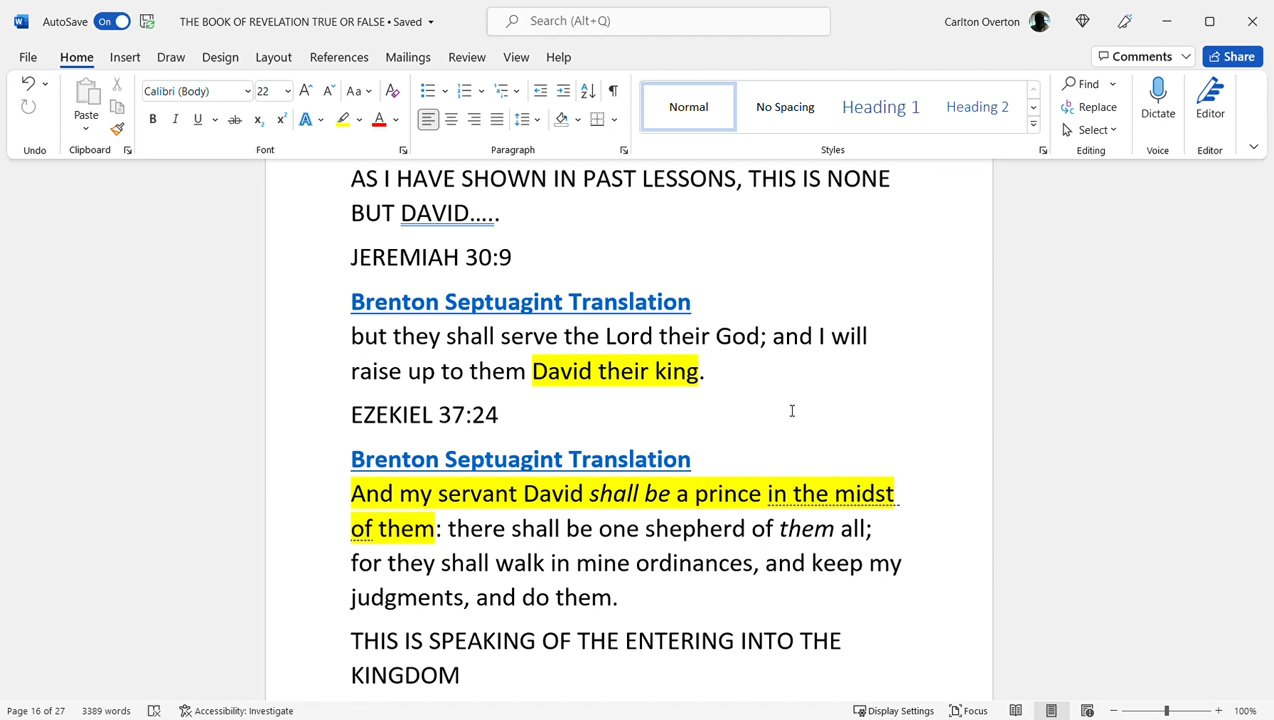 AutoSave On THE BOOK OF REVELATION TRUE OR FALSE • Saved Search (Alt+Q) Carlton Overton
File Home Insert Draw Design Layout References Mailings Review View Help Comments Share
Calibri (Body) 22 Aa Normal No Spacing Heading 1 Heading 2 Find
Paste B I U ab x₂ x² A A Replace Dictate Editor
Select
Undo Clipboard Font Paragraph Styles Editing Voice Editor
AS I HAVE SHOWN IN PAST LESSONS, THIS IS NONE
BUT DAVID…..
JEREMIAH 30:9
Brenton Septuagint Translation
but they shall serve the Lord their God; and I will
raise up to them David their king.
EZEKIEL 37:24
Brenton Septuagint Translation
And my servant David shall be a prince in the midst
of them: there shall be one shepherd of them all;
for they shall walk in mine ordinances, and keep my
judgments, and do them.
THIS IS SPEAKING OF THE ENTERING INTO THE
KINGDOM
Page 16 of 27 3389 words Accessibility: Investigate Display Settings Focus 100%